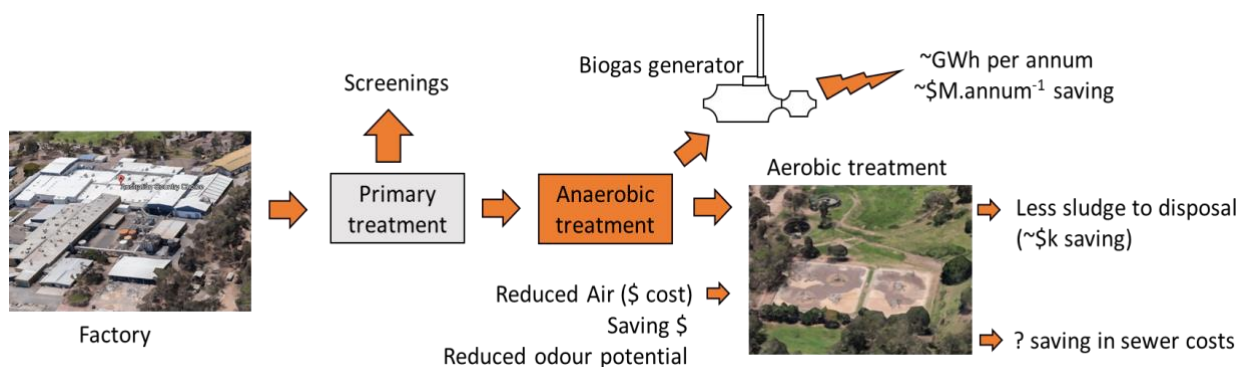 Screenings
Biogas generator
~GWh per annum
~$M.annum⁻¹ saving
Factory
Primary
treatment
Anaerobic
treatment
Aerobic treatment
Reduced Air ($ cost)
Saving $
Reduced odour potential
Less sludge to disposal
(~$k saving)
? saving in sewer costs